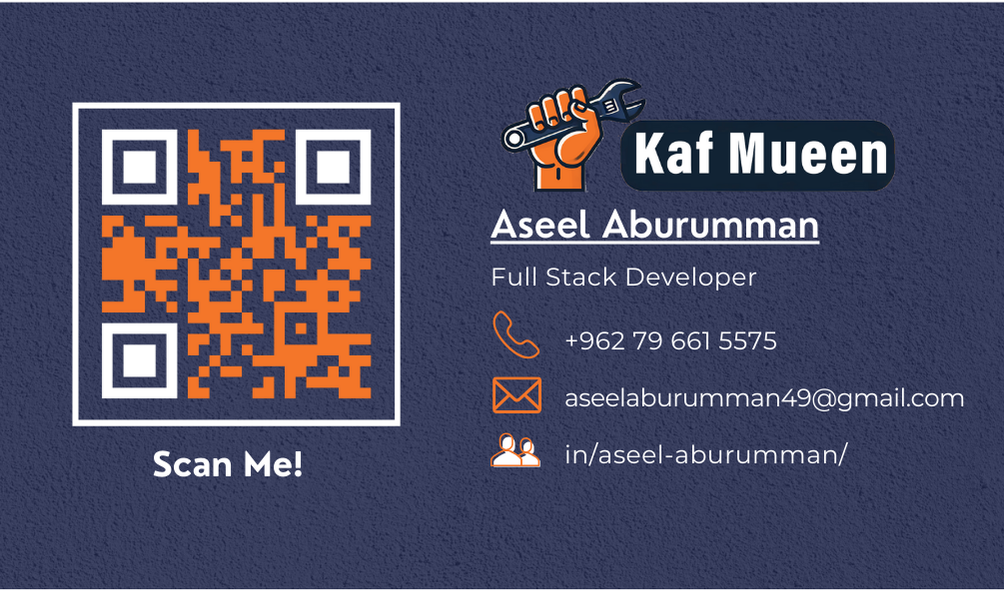 Kaf Mueen
Aseel Aburumman
Full Stack Developer
+962 79 661 5575
aseelaburumman49@gmail.com
in/aseel-aburumman/
Scan Me!